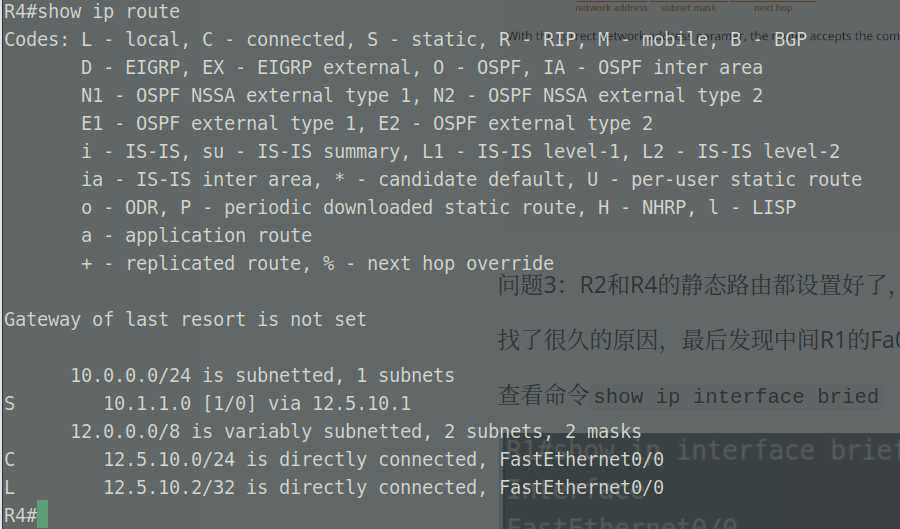 R4#show ip route
network address subnet mask next hop
Codes: L - local, C - connected, S - static, R - RIP, M - mobile, B - BGP
With the correct network accepts the com
D - EIGRP, EX - EIGRP external, O - OSPF, IA - OSPF inter area
N1 - OSPF NSSA external type 1, N2 - OSPF NSSA external type 2
E1 - OSPF external type 1, E2 - OSPF external type 2
i - IS-IS, su - IS-IS summary, L1 - IS-IS level-1, L2 - IS-IS level-2
ia - IS-IS inter area, * - candidate default, U - per-user static route
o - ODR, P - periodic downloaded static route, H - NHRP, l - LISP
a - application route
+ - replicated route, % - next hop override
问题3：R2和R4的静态路由都设置好了，
Gateway of last resort is not set
找了很久的原因，最后发现中间R1的Fa0
10.0.0.0/24 is subnetted, 1 subnets
查看命令show ip interface bried
S 10.1.1.0 [1/0] via 12.5.10.1
12.0.0.0/8 is variably subnetted, 2 subnets, 2 masks
R1#show ip interface brief
C 12.5.10.0/24 is directly connected, FastEthernet0/0
Interface
L 12.5.10.2/32 is directly connected, FastEthernet0/0
R4#
FastEthernet0/0